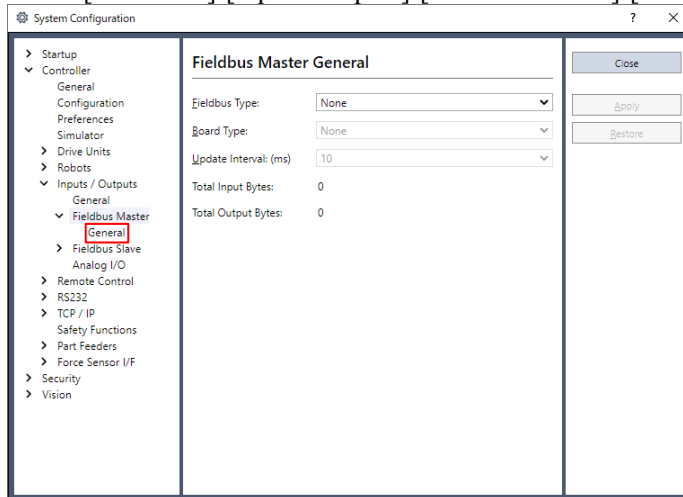 System Configuration
? ×
Startup
Controller
General
Configuration
Preferences
Simulator
Drive Units
Robots
Inputs / Outputs
General
Fieldbus Master
General
Fieldbus Slave
Analog I/O
Remote Control
RS232
TCP / IP
Safety Functions
Part Feeders
Force Sensor I/F
Security
Vision
Fieldbus Master General
Fieldbus Type: None
Board Type: None
Update Interval: (ms) 10
Total Input Bytes: 0
Total Output Bytes: 0
Close
Apply
Restore